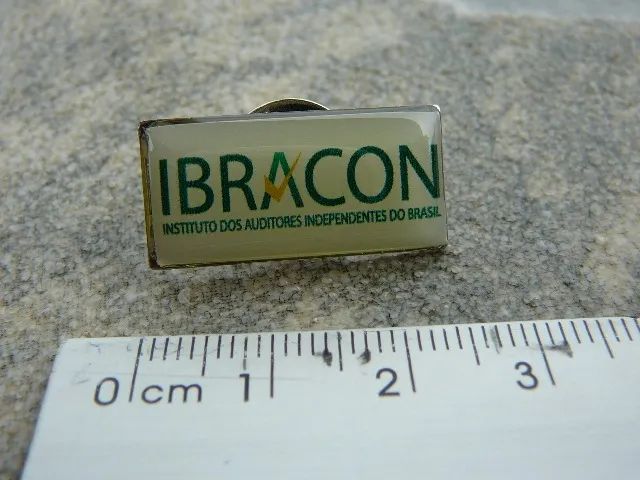 IBRACON
INSTITUTO DOS AUDITORES INDEPENDENTES DO BRASIL
0 cm 1 2 3